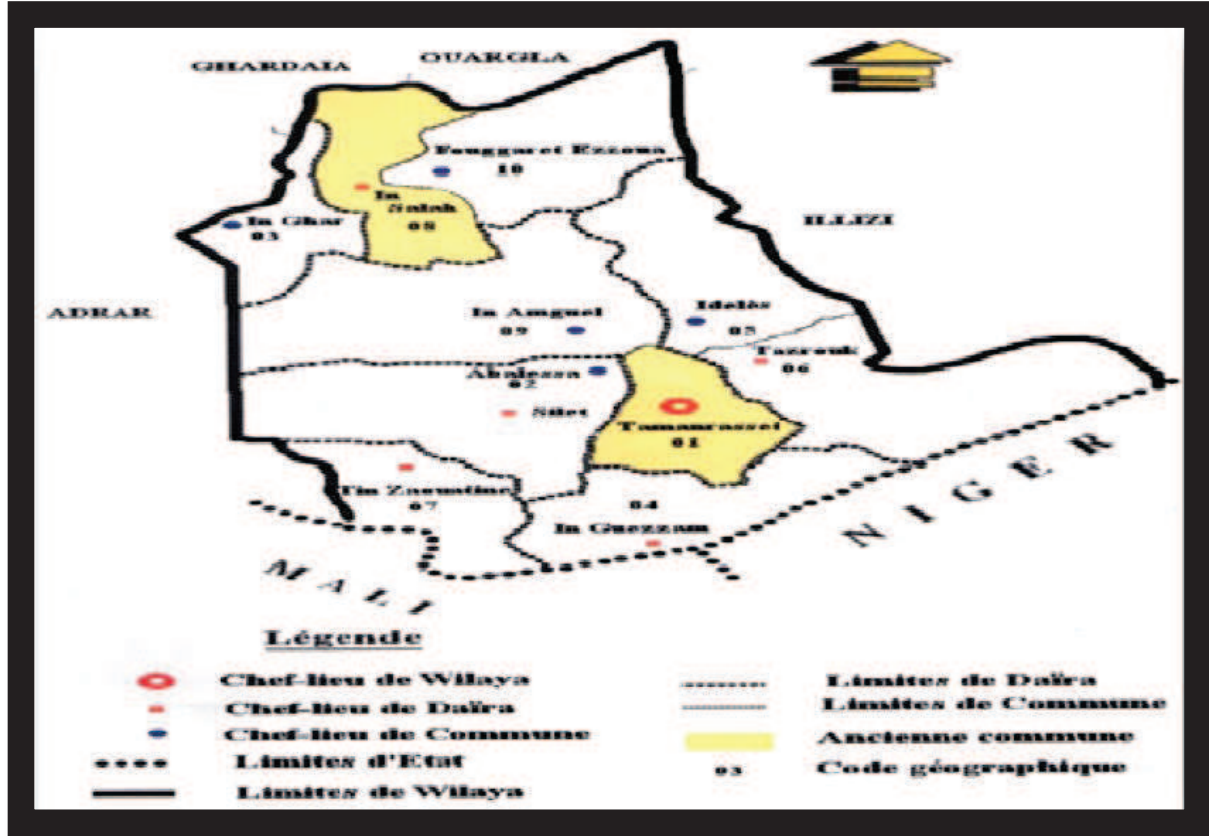 OUARGLA
GHARDAIA
Fouggaret Ezzoua
10
In
Salah
08
In Ghar
03
ILLIZI
ADRAR
In Amguel
09
Idelès
05
Tazrouk
06
Abalessa
02
Silet
Tamanrasset
01
Tin Zaouatine
07
04
In Guezzam
NIGER
MALI
Légende
Chef-lieu de Wilaya
Chef-lieu de Daïra
Chef-lieu de Commune
Limites d'Etat
Limites de Wilaya
Limites de Daïra
Limites de Commune
Ancienne commune
03
Code géographique